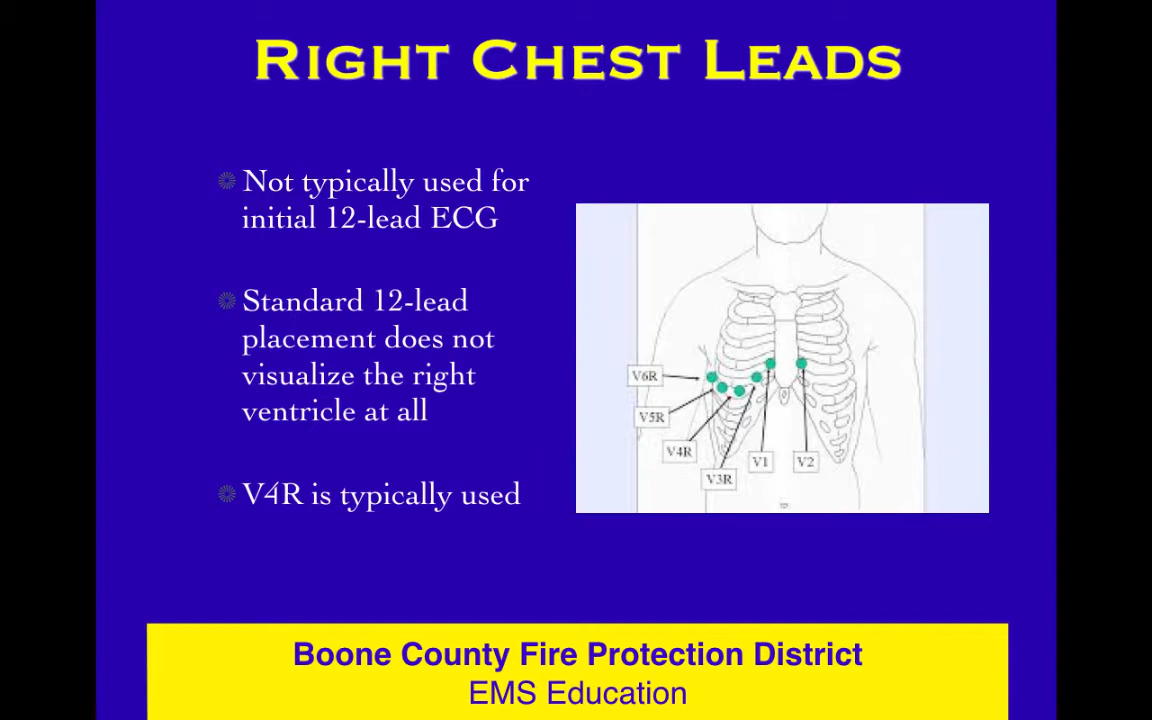 RIGHT CHEST LEADS
Not typically used for
initial 12-lead ECG
Standard 12-lead
placement does not
visualize the right
ventricle at all
V4R is typically used
V6R
V5R
V4R
V3R
V1
V2
Boone County Fire Protection District
EMS Education